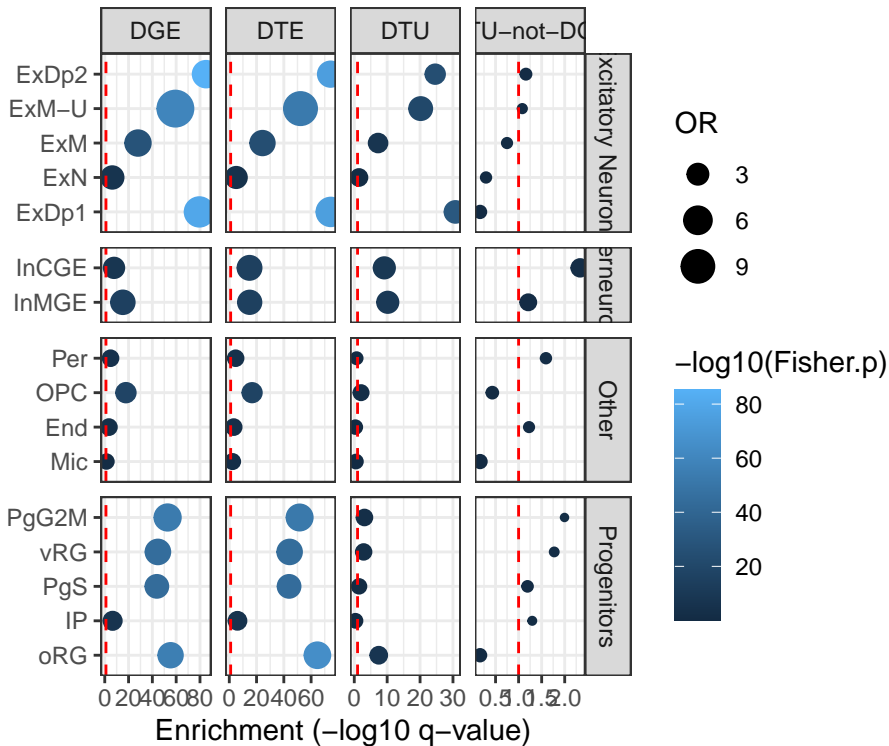 DGE DTE DTU TU−not−DG
ExDp2
ExM−U
ExM
ExN
ExDp1
xcitatory Neuron
InCGE
InMGE
erneuro
Per
OPC
End
Mic
Other
PgG2M
vRG
PgS
IP
oRG
Progenitors
0 20 40 60 80 0 20 40 60 0 10 20 30 0.5 1.0 1.5 2.0
Enrichment (−log10 q−value)
OR
3
6
9
−log10(Fisher.p)
80
60
40
20